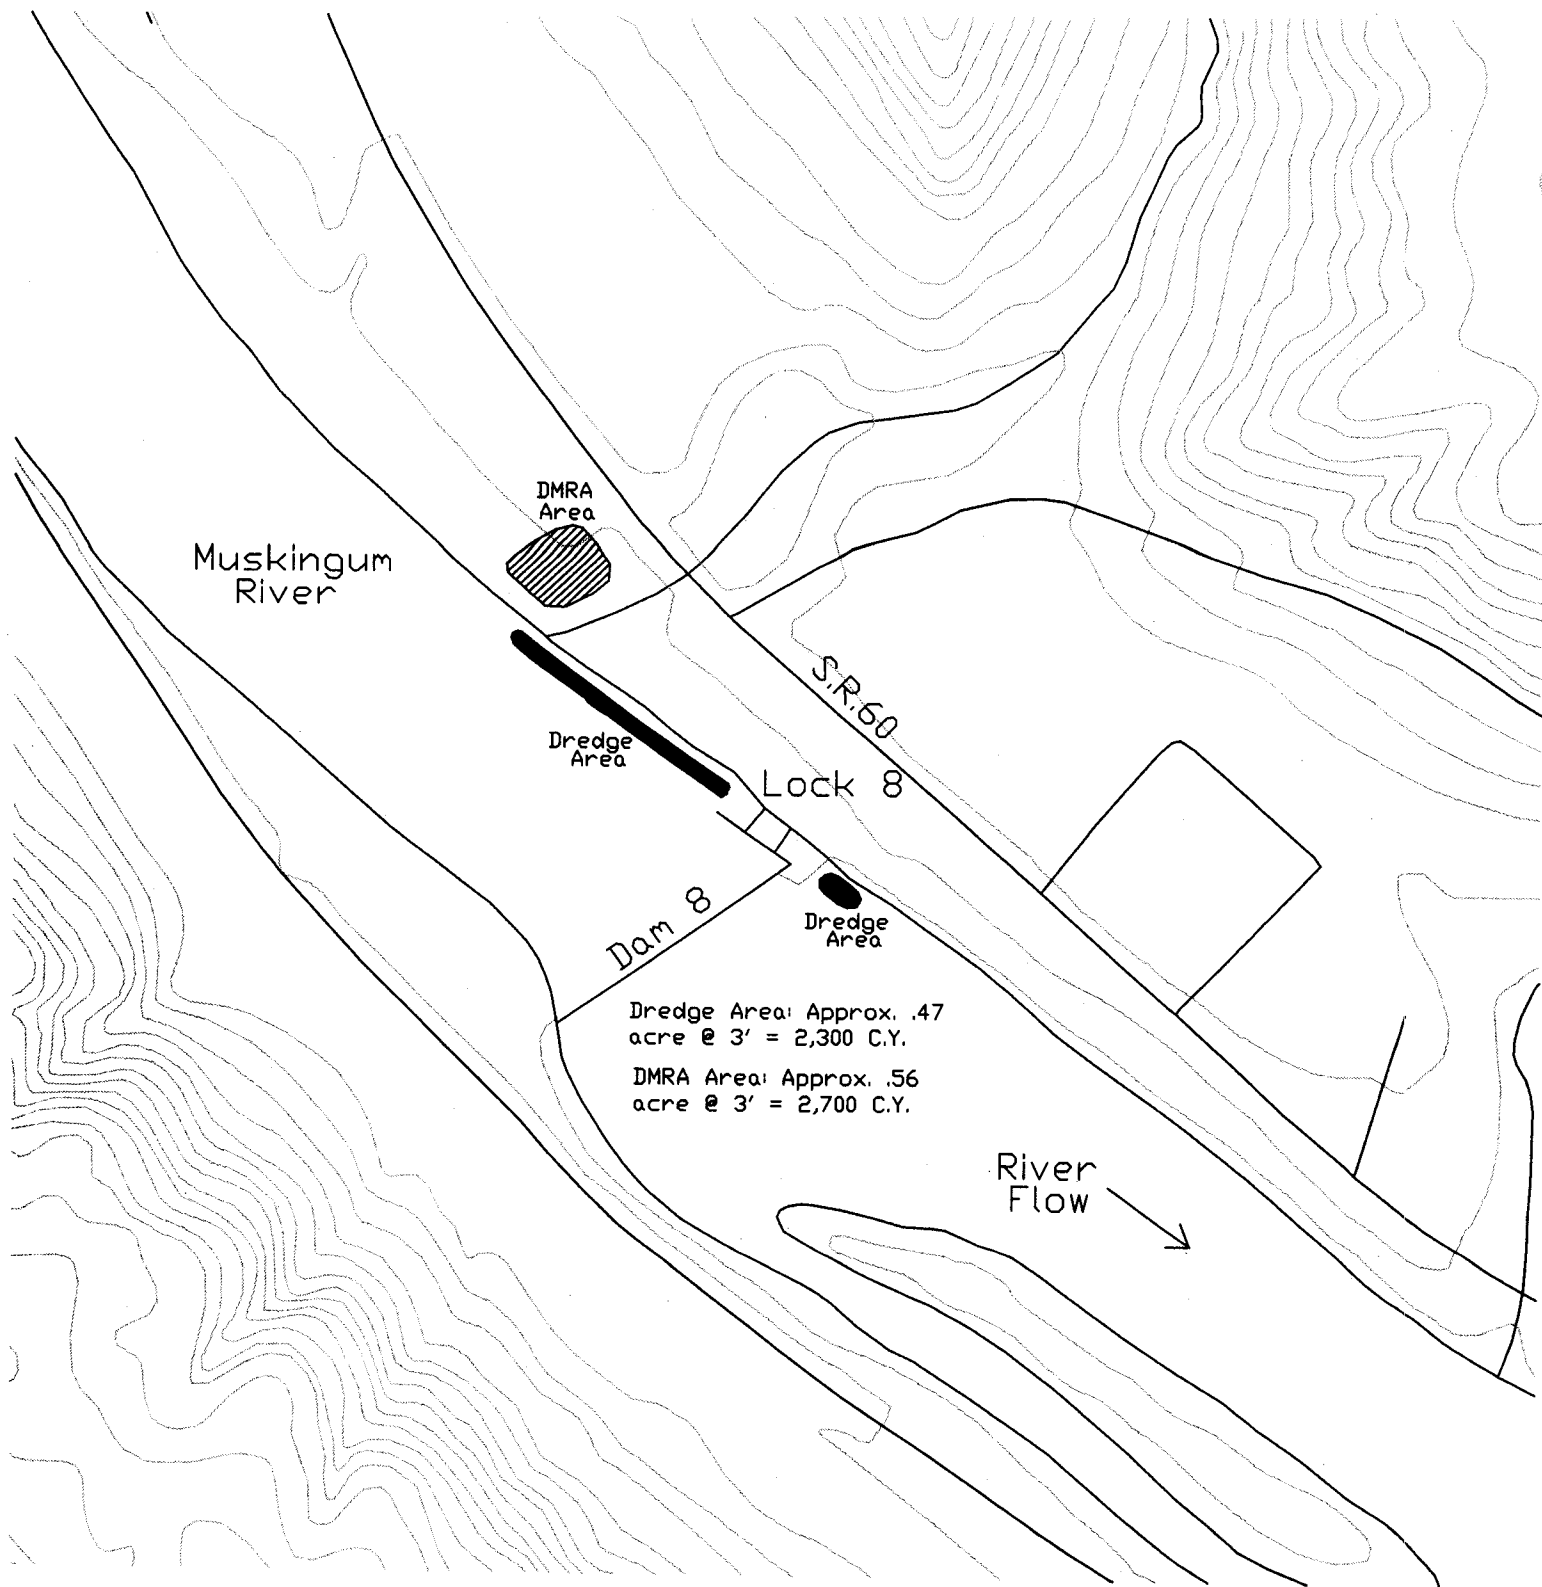 DMRA
Area
Muskingum
River
S.R.60
Dredge
Area
Lock 8
Dam 8
Dredge
Area
Dredge Area: Approx. .47
acre @ 3' = 2,300 C.Y.
DMRA Area: Approx. .56
acre @ 3' = 2,700 C.Y.
River
Flow